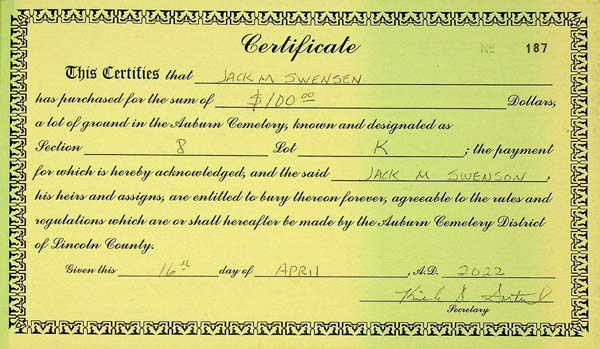 Certificate
No 187
This Certifies that JACK M SWENSEN
has purchased for the sum of $100 00 Dollars,
a lot of ground in the Auburn Cemetery, known and designated as
Section 8 Lot K ; the payment
for which is hereby acknowledged, and the said JACK M SWENSON ,
his heirs and assigns, are entitled to bury thereon forever, agreeable to the rules and
regulations which are or shall hereafter be made by the Auburn Cemetery District
of Lincoln County.
Given this 16th day of APRIl , A.D. 2022
Secretary